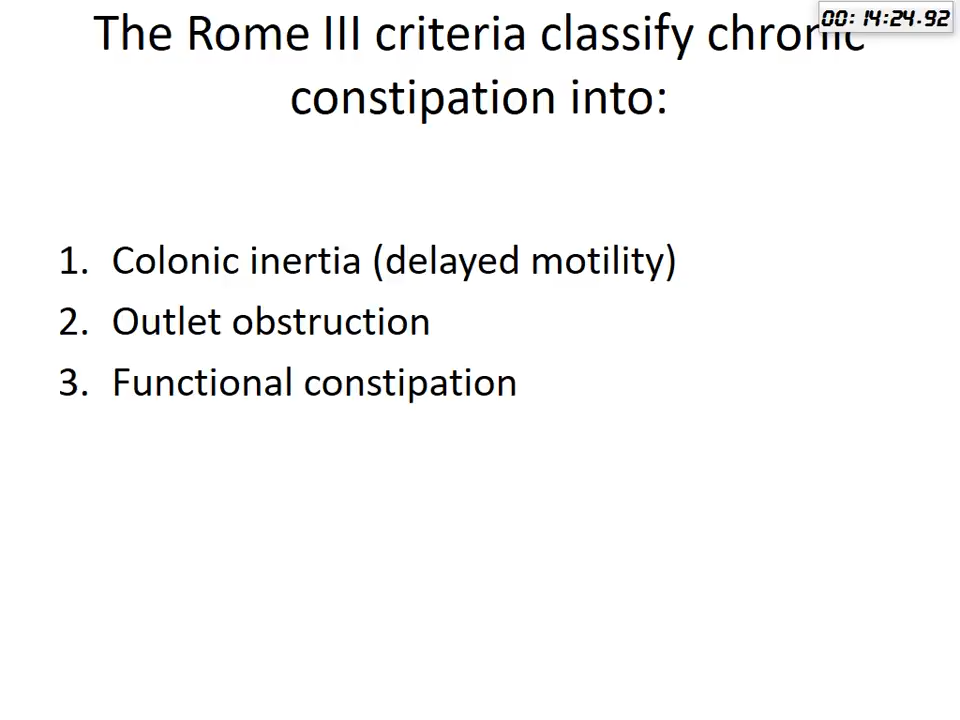 The Rome III criteria classify chronic
00:14:24.92
constipation into:
1. Colonic inertia (delayed motility)
2. Outlet obstruction
3. Functional constipation